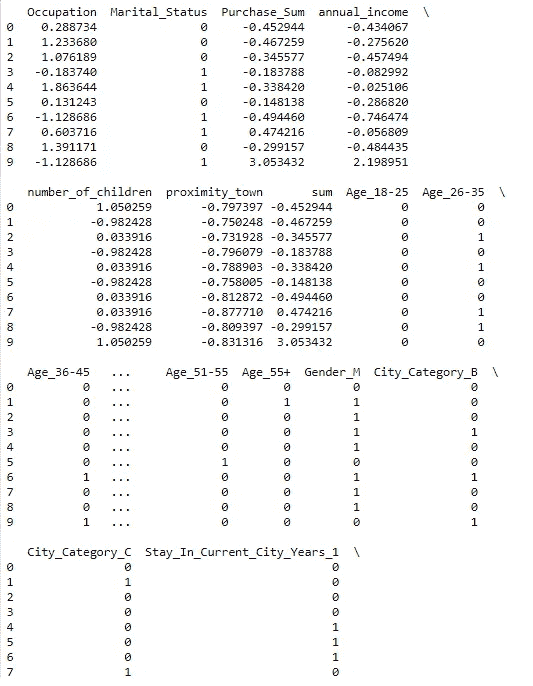 Occupation Marital_Status Purchase_Sum annual_income \
0 0.288734 0 -0.452944 -0.434067
1 1.233680 0 -0.467259 -0.275620
2 1.076189 0 -0.345577 -0.457494
3 -0.183740 1 -0.183788 -0.082992
4 1.863644 1 -0.338420 -0.025106
5 0.131243 0 -0.148138 -0.286820
6 -1.128686 1 -0.494460 -0.746474
7 0.603716 1 0.474216 -0.056809
8 1.391171 0 -0.299157 -0.484435
9 -1.128686 1 3.053432 2.198951
number_of_children proximity_town sum Age_18-25 Age_26-35 \
0 1.050259 -0.797397 -0.452944 0 0
1 -0.982428 -0.750248 -0.467259 0 0
2 0.033916 -0.731928 -0.345577 0 1
3 -0.982428 -0.796079 -0.183788 0 0
4 0.033916 -0.788903 -0.338420 0 1
5 -0.982428 -0.758005 -0.148138 0 0
6 0.033916 -0.812872 -0.494460 0 0
7 0.033916 -0.877710 0.474216 0 1
8 -0.982428 -0.809397 -0.299157 0 1
9 1.050259 -0.831316 3.053432 0 0
Age_36-45 ... Age_51-55 Age_55+ Gender_M City_Category_B \
0 0 ... 0 0 0 0
1 0 ... 0 1 1 0
2 0 ... 0 0 1 0
3 0 ... 0 0 1 1
4 0 ... 0 0 1 0
5 0 ... 1 0 0 0
6 1 ... 0 0 1 1
7 0 ... 0 0 1 0
8 0 ... 0 0 1 0
9 1 ... 0 0 0 1
City_Category_C Stay_In_Current_City_Years_1 \
0 0 0
1 1 0
2 0 0
3 0 0
4 0 1
5 0 1
6 0 1
7 1 0